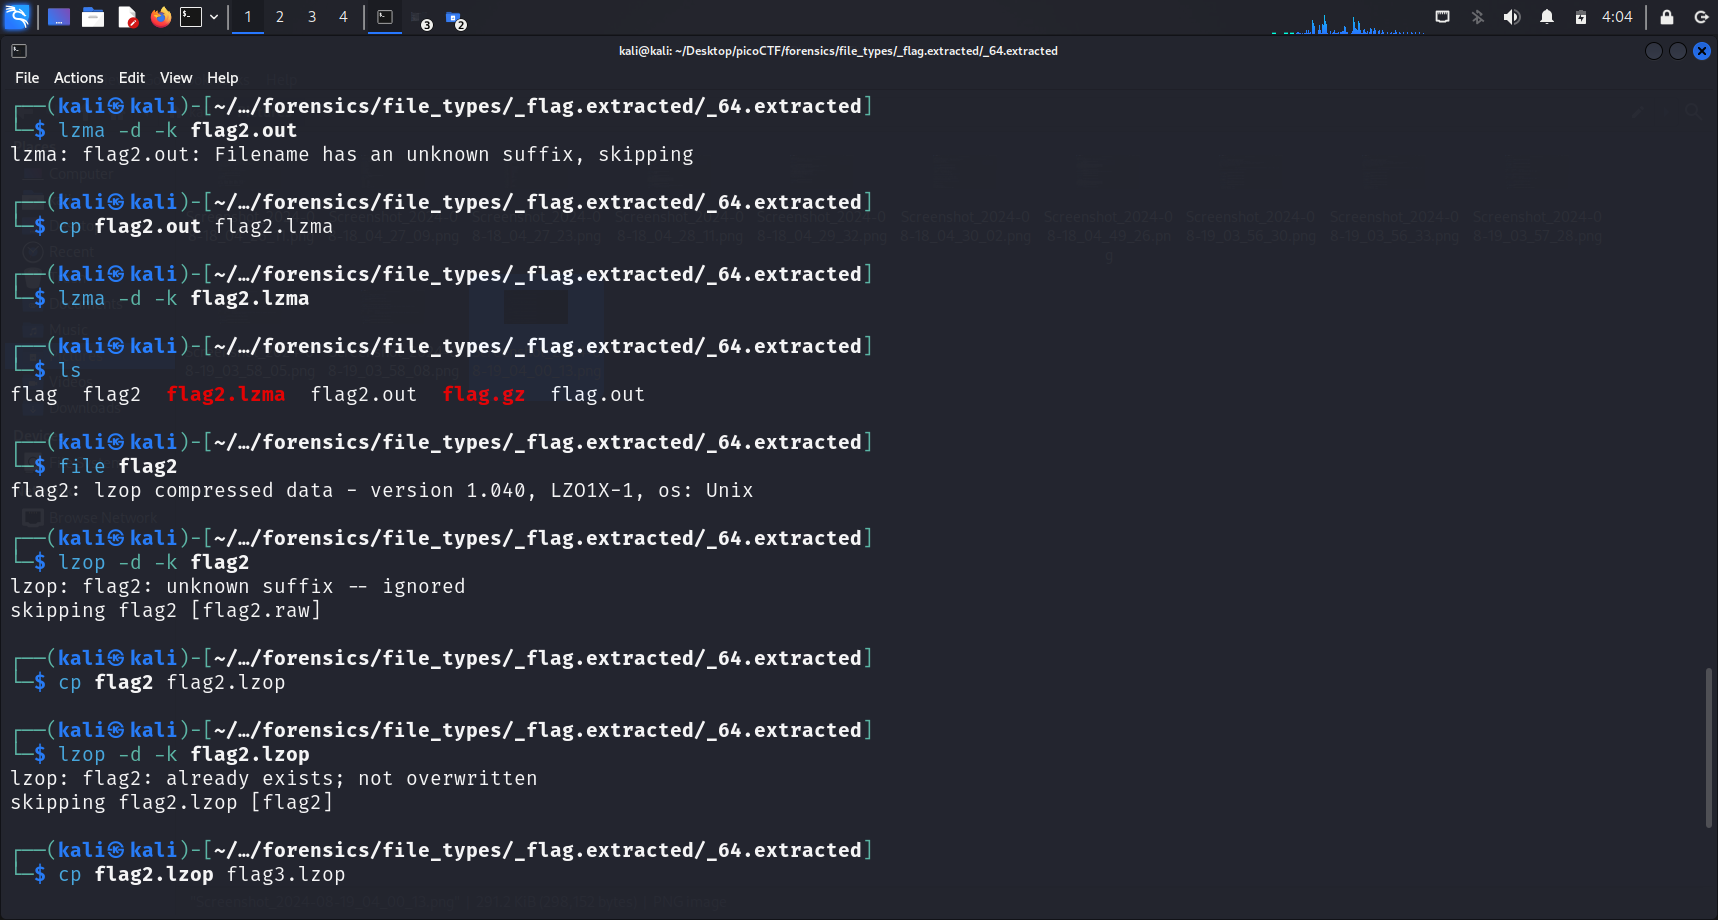 1 2 3 4 3 2 4:04
kali@kali: ~/Desktop/picoCTF/forensics/file_types/_flag.extracted/_64.extracted
File Actions Edit View Help
┌──(kali㉿kali)-[~/…/forensics/file_types/_flag.extracted/_64.extracted]
└─$ lzma -d -k flag2.out
lzma: flag2.out: Filename has an unknown suffix, skipping
┌──(kali㉿kali)-[~/…/forensics/file_types/_flag.extracted/_64.extracted]
└─$ cp flag2.out flag2.lzma
┌──(kali㉿kali)-[~/…/forensics/file_types/_flag.extracted/_64.extracted]
└─$ lzma -d -k flag2.lzma
┌──(kali㉿kali)-[~/…/forensics/file_types/_flag.extracted/_64.extracted]
└─$ ls
flag flag2 flag2.lzma flag2.out flag.gz flag.out
┌──(kali㉿kali)-[~/…/forensics/file_types/_flag.extracted/_64.extracted]
└─$ file flag2
flag2: lzop compressed data - version 1.040, LZO1X-1, os: Unix
┌──(kali㉿kali)-[~/…/forensics/file_types/_flag.extracted/_64.extracted]
└─$ lzop -d -k flag2
lzop: flag2: unknown suffix -- ignored
skipping flag2 [flag2.raw]
┌──(kali㉿kali)-[~/…/forensics/file_types/_flag.extracted/_64.extracted]
└─$ cp flag2 flag2.lzop
┌──(kali㉿kali)-[~/…/forensics/file_types/_flag.extracted/_64.extracted]
└─$ lzop -d -k flag2.lzop
lzop: flag2: already exists; not overwritten
skipping flag2.lzop [flag2]
┌──(kali㉿kali)-[~/…/forensics/file_types/_flag.extracted/_64.extracted]
└─$ cp flag2.lzop flag3.lzop